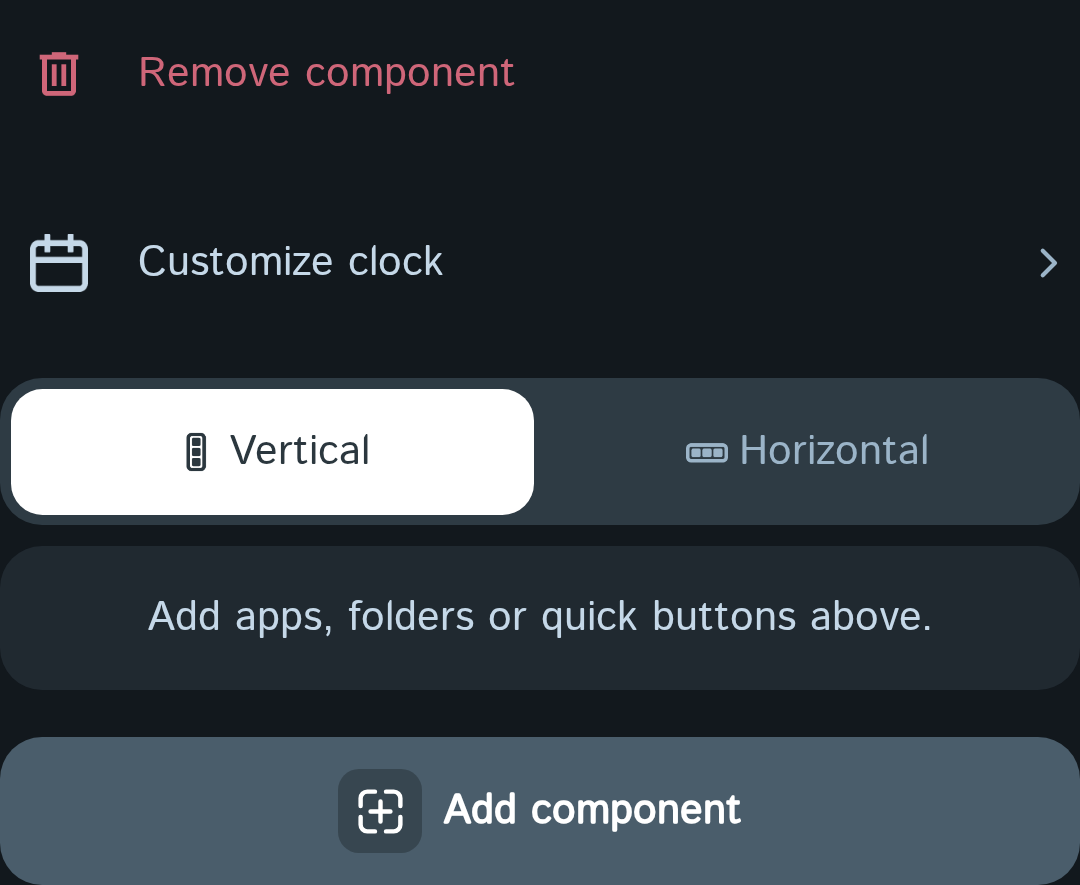 Remove component
Customize clock
Vertical
Horizontal
Add apps, folders or quick buttons above.
Add component